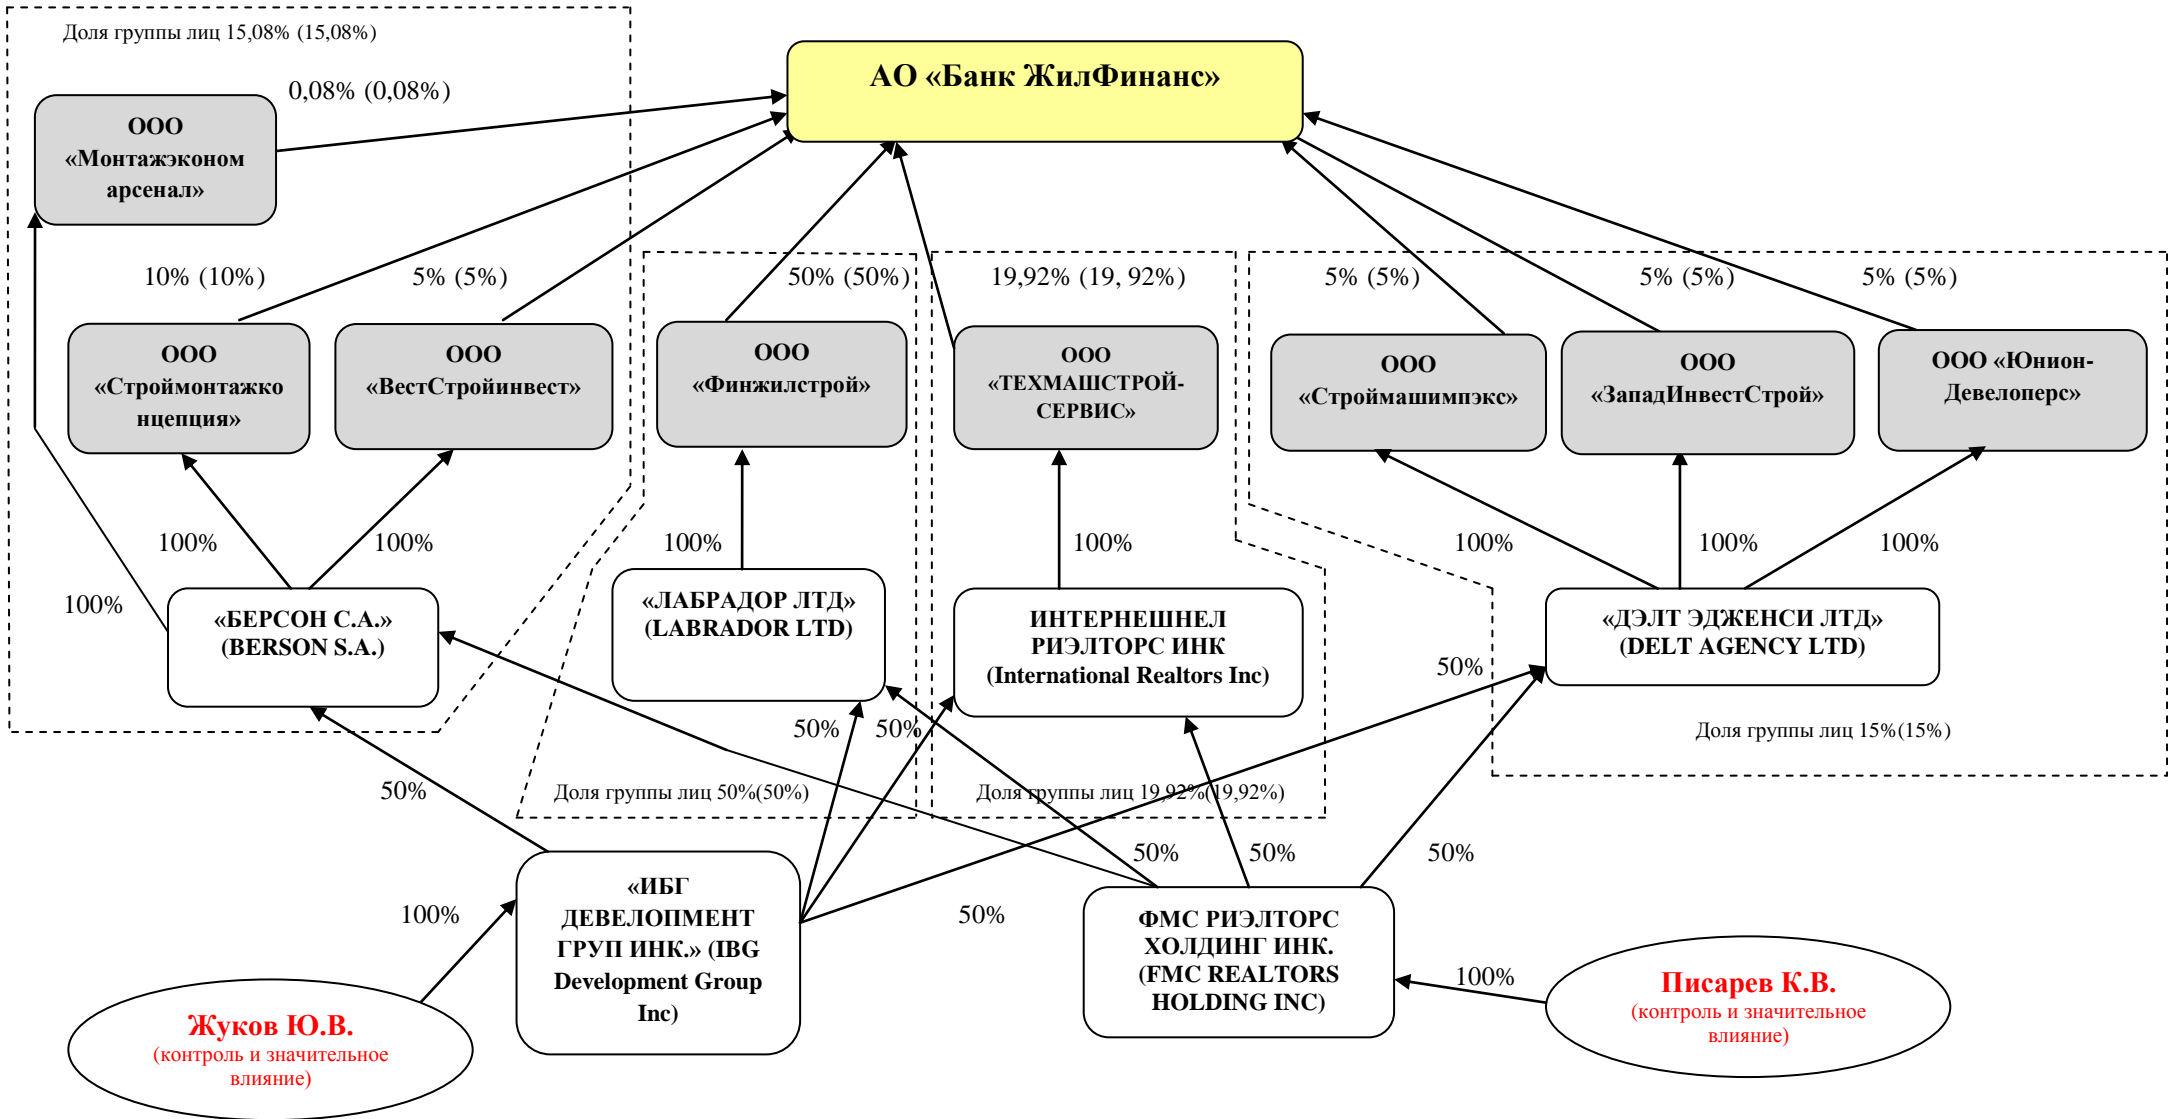 Доля группы лиц 15,08% (15,08%)
АО «Банк ЖилФинанс»
0,08% (0,08%)
ООО
«Монтажэконом
арсенал»
10% (10%)
5% (5%)
50% (50%)
19,92% (19, 92%)
5% (5%)
5% (5%)
5% (5%)
ООО
«Строймонтажко
нцепция»
ООО
«ВестСтройинвест»
ООО
«Финжилстрой»
ООО
«ТЕХМАШСТРОЙ-
СЕРВИС»
ООО
«Строймашимпэкс»
ООО
«ЗападИнвестСтрой»
ООО «Юнион-
Девелоперс»
100%
100%
100%
100%
100%
100%
100%
100%
«БЕРСОН С.А.»
(BERSON S.A.)
«ЛАБРАДОР ЛТД»
(LABRADOR LTD)
ИНТЕРНЕШНЕЛ
РИЭЛТОРС ИНК
(International Realtors Inc)
«ДЭЛТ ЭДЖЕНСИ ЛТД»
(DELT AGENCY LTD)
50%
50%
50%
Доля группы лиц 15%(15%)
50%
Доля группы лиц 50%(50%)
Доля группы лиц 19,92%(19,92%)
50%
50%
50%
100%
50%
«ИБГ
ДЕВЕЛОПМЕНТ
ГРУП ИНК.» (IBG
Development Group
Inc)
ФМС РИЭЛТОРС
ХОЛДИНГ ИНК.
(FMC REALTORS
HOLDING INC)
100%
Писарев К.В.
(контроль и значительное
влияние)
Жуков Ю.В.
(контроль и значительное
влияние)